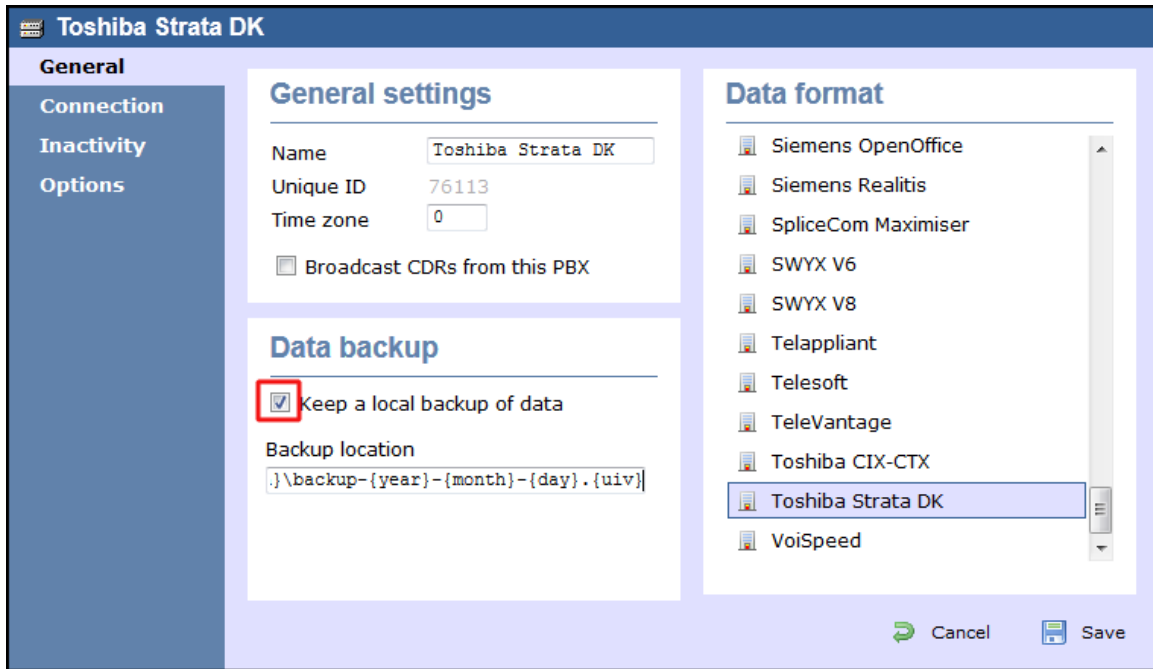 Toshiba Strata DK
General
Connection
Inactivity
Options
General settings
Name Toshiba Strata DK
Unique ID 76113
Time zone 0
Broadcast CDRs from this PBX
Data backup
Keep a local backup of data
Backup location
.}\backup-{year}-{month}-{day}.{uiv}
Data format
Siemens OpenOffice
Siemens Realitis
SpliceCom Maximiser
SWYX V6
SWYX V8
Telappliant
Telesoft
TeleVantage
Toshiba CIX-CTX
Toshiba Strata DK
VoiSpeed
Cancel Save